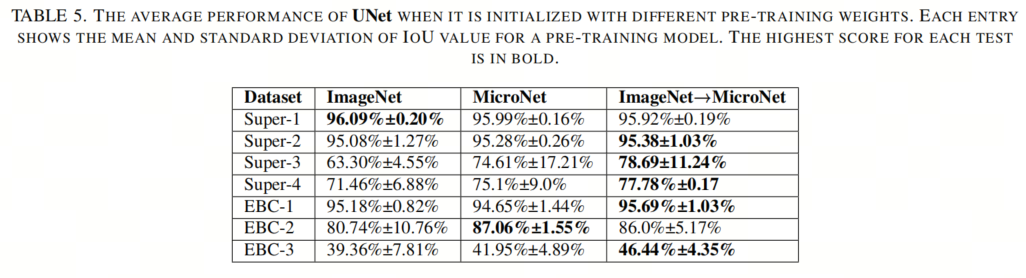 TABLE 5. THE AVERAGE PERFORMANCE OF UNet WHEN IT IS INITIALIZED WITH DIFFERENT PRE-TRAINING WEIGHTS. EACH ENTRY
SHOWS THE MEAN AND STANDARD DEVIATION OF IOU VALUE FOR A PRE-TRAINING MODEL. THE HIGHEST SCORE FOR EACH TEST
IS IN BOLD.
Dataset ImageNet MicroNet ImageNet→MicroNet
Super-1 96.09%±0.20% 95.99%±0.16% 95.92%±0.19%
Super-2 95.08%±1.27% 95.28%±0.26% 95.38±1.03%
Super-3 63.30%±4.55% 74.61%±17.21% 78.69±11.24%
Super-4 71.46%±6.88% 75.1%±9.0% 77.78%±0.17
EBC-1 95.18%±0.82% 94.65%±1.44% 95.69%±1.03%
EBC-2 80.74%±10.76% 87.06%±1.55% 86.0%±5.17%
EBC-3 39.36%±7.81% 41.95%±4.89% 46.44%±4.35%